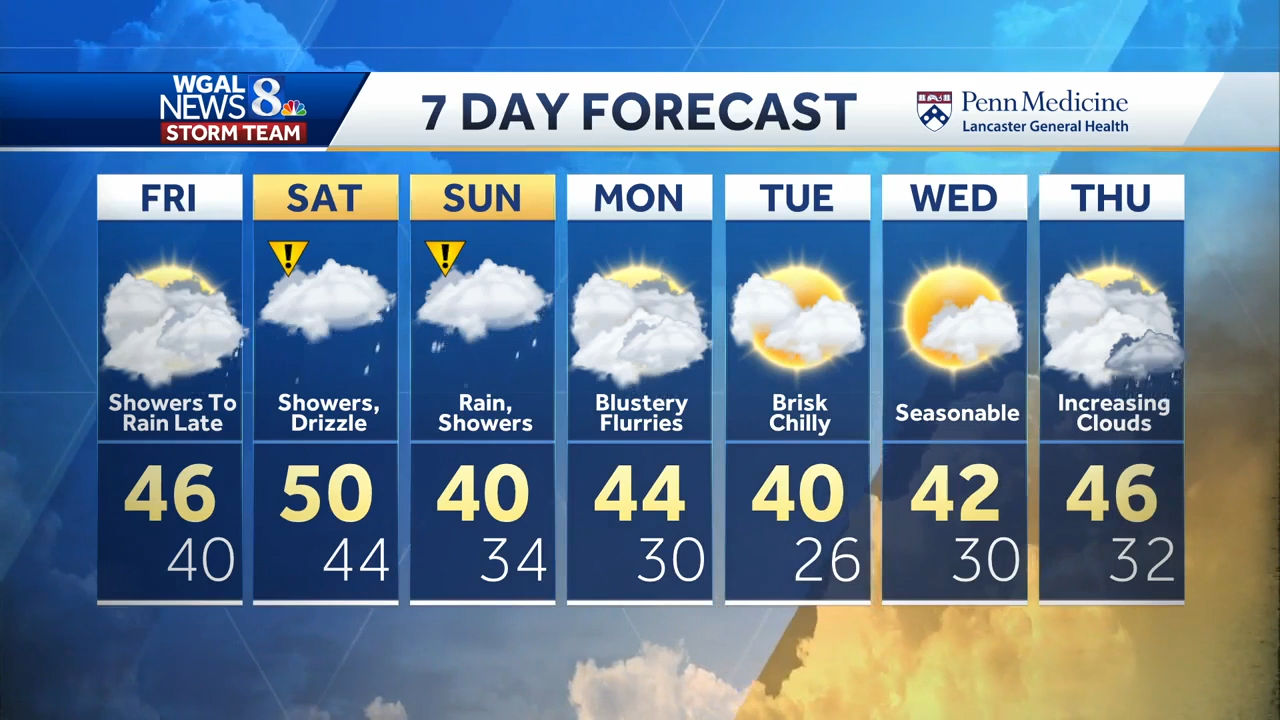 WGAL
NEWS 8
STORM TEAM
7 DAY FORECAST
Penn Medicine
Lancaster General Health
FRI
SAT
SUN
MON
TUE
WED
THU
!
!
Showers To
Rain Late
Showers,
Drizzle
Rain,
Showers
Blustery
Flurries
Brisk
Chilly
Seasonable
Increasing
Clouds
46
50
40
44
40
42
46
40
44
34
30
26
30
32